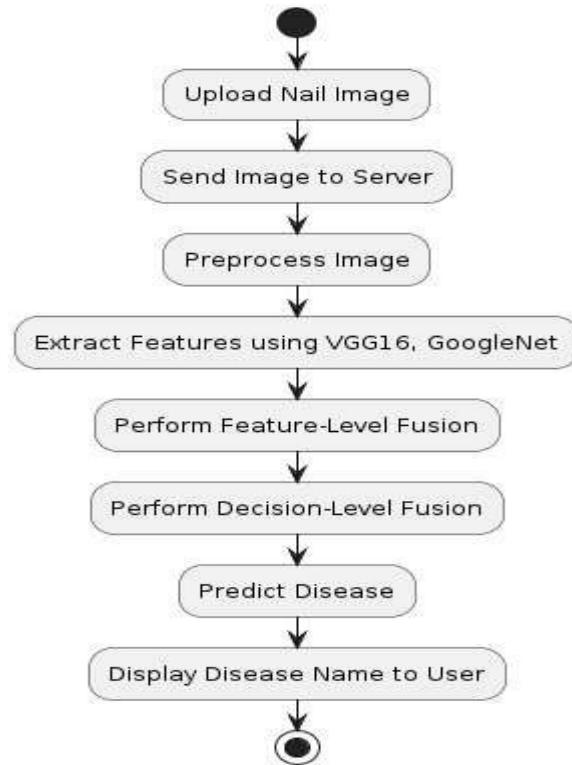 Upload Nail Image
Send Image to Server
Preprocess Image
Extract Features using VGG16, GoogleNet
Perform Feature-Level Fusion
Perform Decision-Level Fusion
Predict Disease
Display Disease Name to User